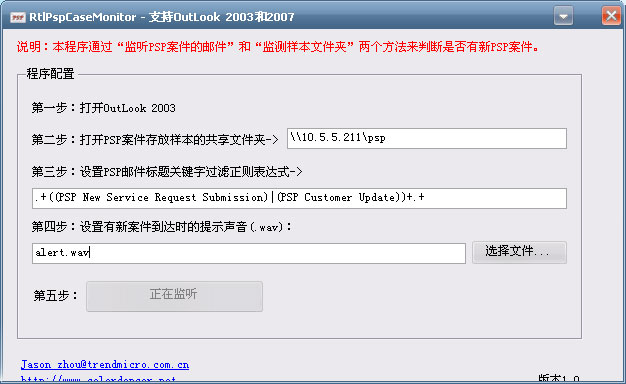 RtlPspCaseMonitor - 支持OutLook 2003和2007
说明：本程序通过“监听PSP案件的邮件”和“监测样本文件夹”两个方法来判断是否有新PSP案件。
程序配置
第一步：打开OutLook 2003
第二步：打开PSP案件存放样本的共享文件夹-> \\10.5.5.211\psp
第三步：设置PSP邮件标题关键字过滤正则表达式->
.+((PSP New Service Request Submission)|(PSP Customer Update))+.+
第四步：设置有新案件到达时的提示声音(.wav)：
alert.wav 选择文件...
第五步： 正在监听
Jason_zhou@trendmicro.com.cn
版本1.0